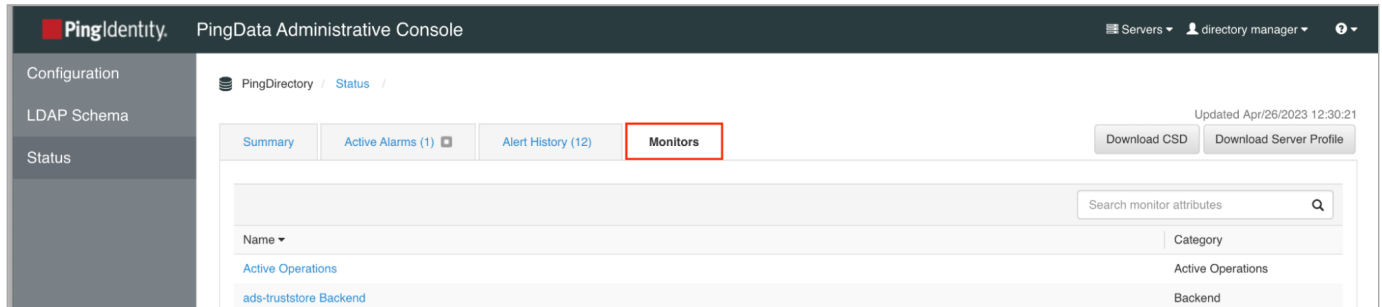 PingIdentity. PingData Administrative Console Servers directory manager ?
Configuration
LDAP Schema
Status
PingDirectory / Status /
Updated Apr/26/2023 12:30:21
Summary Active Alarms (1) Alert History (12) Monitors Download CSD Download Server Profile
Search monitor attributes
Name Category
Active Operations Active Operations
ads-truststore Backend Backend